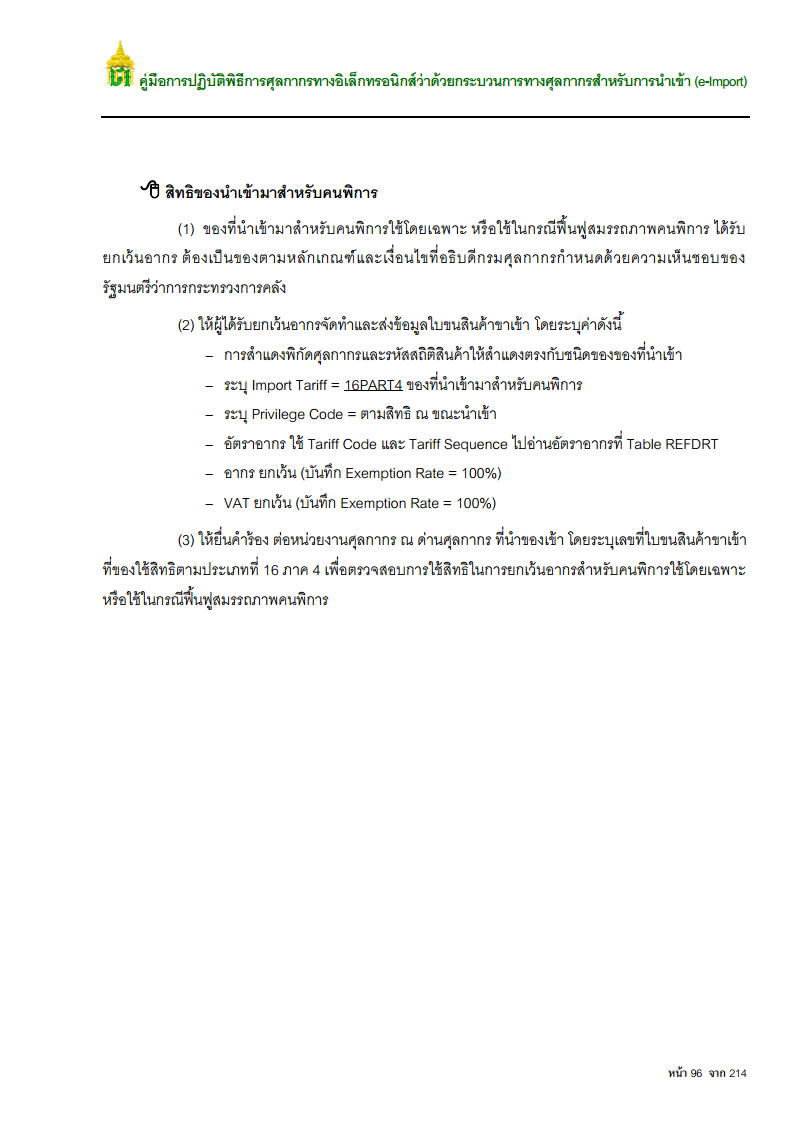 คู่มือการปฏิบัติพิธีการศุลกากรทางอิเล็กทรอนิกส์ว่าด้วยกระบวนการทางศุลกากรสำหรับการนำเข้า (e-Import)
สิทธิของนำเข้ามาสำหรับคนพิการ
(1) ของที่นำเข้ามาสำหรับคนพิการใช้โดยเฉพาะ หรือใช้ในกรณีฟื้นฟูสมรรถภาพคนพิการ ได้รับ
ยกเว้นอากร ต้องเป็นของตามหลักเกณฑ์และเงื่อนไขที่อธิบดีกรมศุลกากรกำหนดด้วยความเห็นชอบของ
รัฐมนตรีว่าการกระทรวงการคลัง
(2) ให้ผู้ได้รับยกเว้นอากรจัดทำและส่งข้อมูลใบขนสินค้าขาเข้า โดยระบุค่าดังนี้
– การสำแดงพิกัดศุลกากรและรหัสสถิติสินค้าให้สำแดงตรงกับชนิดของของที่นำเข้า
– ระบุ Import Tariff = 16PART4 ของที่นำเข้ามาสำหรับคนพิการ
– ระบุ Privilege Code = ตามสิทธิ ณ ขณะนำเข้า
– อัตราอากร ใช้ Tariff Code และ Tariff Sequence ไปอ่านอัตราอากรที่ Table REFDRT
– อากร ยกเว้น (บันทึก Exemption Rate = 100%)
– VAT ยกเว้น (บันทึก Exemption Rate = 100%)
(3) ให้ยื่นคำร้อง ต่อหน่วยงานศุลกากร ณ ด่านศุลกากร ที่นำของเข้า โดยระบุเลขที่ใบขนสินค้าขาเข้า
ที่ของใช้สิทธิตามประเภทที่ 16 ภาค 4 เพื่อตรวจสอบการใช้สิทธิในการยกเว้นอากรสำหรับคนพิการใช้โดยเฉพาะ
หรือใช้ในกรณีฟื้นฟูสมรรถภาพคนพิการ
หน้า 96 จาก 214